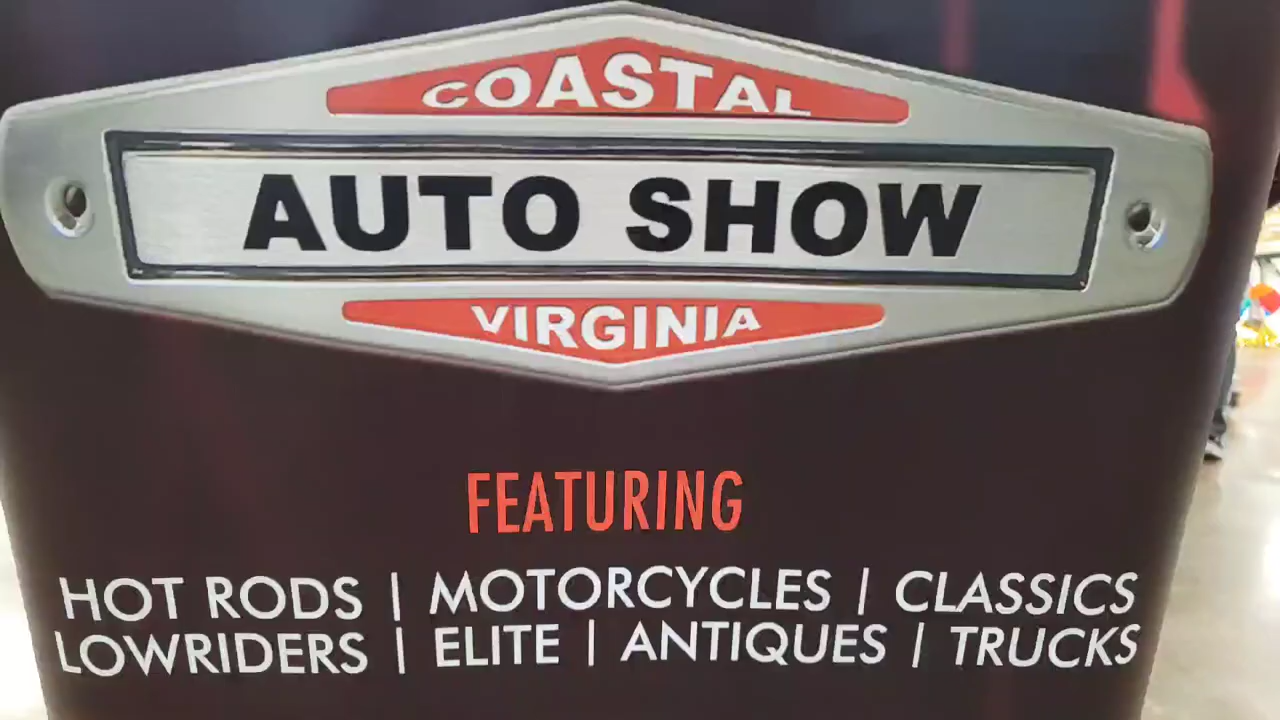 COASTAL
AUTO SHOW
VIRGINIA
FEATURING
HOT RODS | MOTORCYCLES | CLASSICS
LOWRIDERS | ELITE | ANTIQUES | TRUCKS